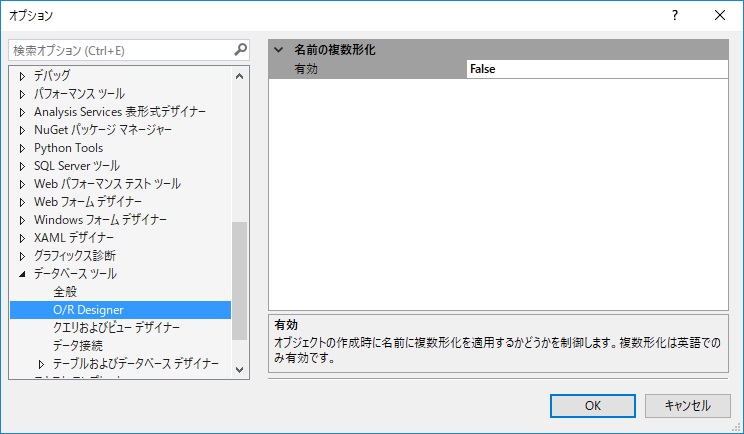 オプション
検索オプション (Ctrl+E)
デバッグ
パフォーマンス ツール
Analysis Services 表形式デザイナー
NuGet パッケージ マネージャー
Python Tools
SQL Server ツール
Web パフォーマンス テスト ツール
Web フォーム デザイナー
Windows フォーム デザイナー
XAML デザイナー
グラフィックス診断
データベース ツール
全般
O/R Designer
クエリおよびビュー デザイナー
データ接続
テーブルおよびデータベース デザイナー
名前の複数形化
有効 False
有効
オブジェクトの作成時に名前に複数形化を適用するかどうかを制御します。複数形化は英語での
み有効です。
OK キャンセル